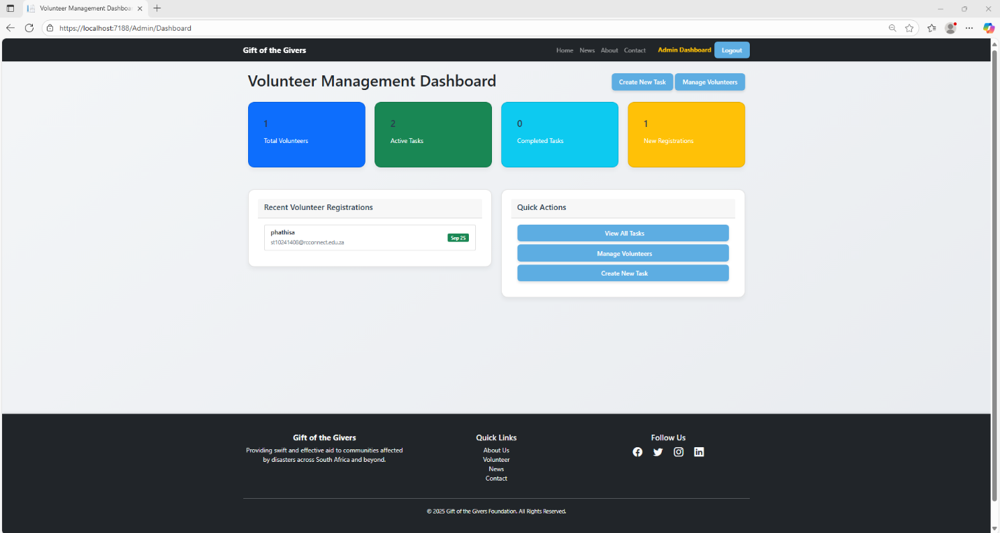 Volunteer Management Dashboa
https://localhost:7188/Admin/Dashboard
Gift of the Givers
Home News About Contact Admin Dashboard Logout
Volunteer Management Dashboard
Create New Task Manage Volunteers
1
Total Volunteers
2
Active Tasks
0
Completed Tasks
1
New Registrations
Recent Volunteer Registrations
phathisa
st10241408@rcconnect.edu.za
Sep 25
Quick Actions
View All Tasks
Manage Volunteers
Create New Task
Gift of the Givers
Providing swift and effective aid to communities affected
by disasters across South Africa and beyond.
Quick Links
About Us
Volunteer
News
Contact
Follow Us
© 2025 Gift of the Givers Foundation. All Rights Reserved.